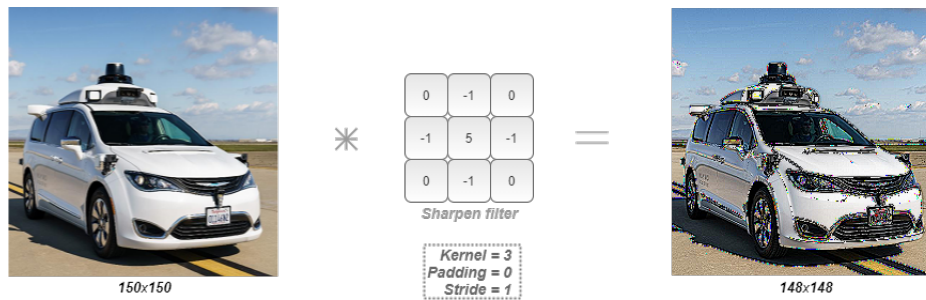 0 -1 0
-1 5 -1
0 -1 0
Sharpen filter
Kernel = 3
Padding = 0
Stride = 1
150x150
148x148